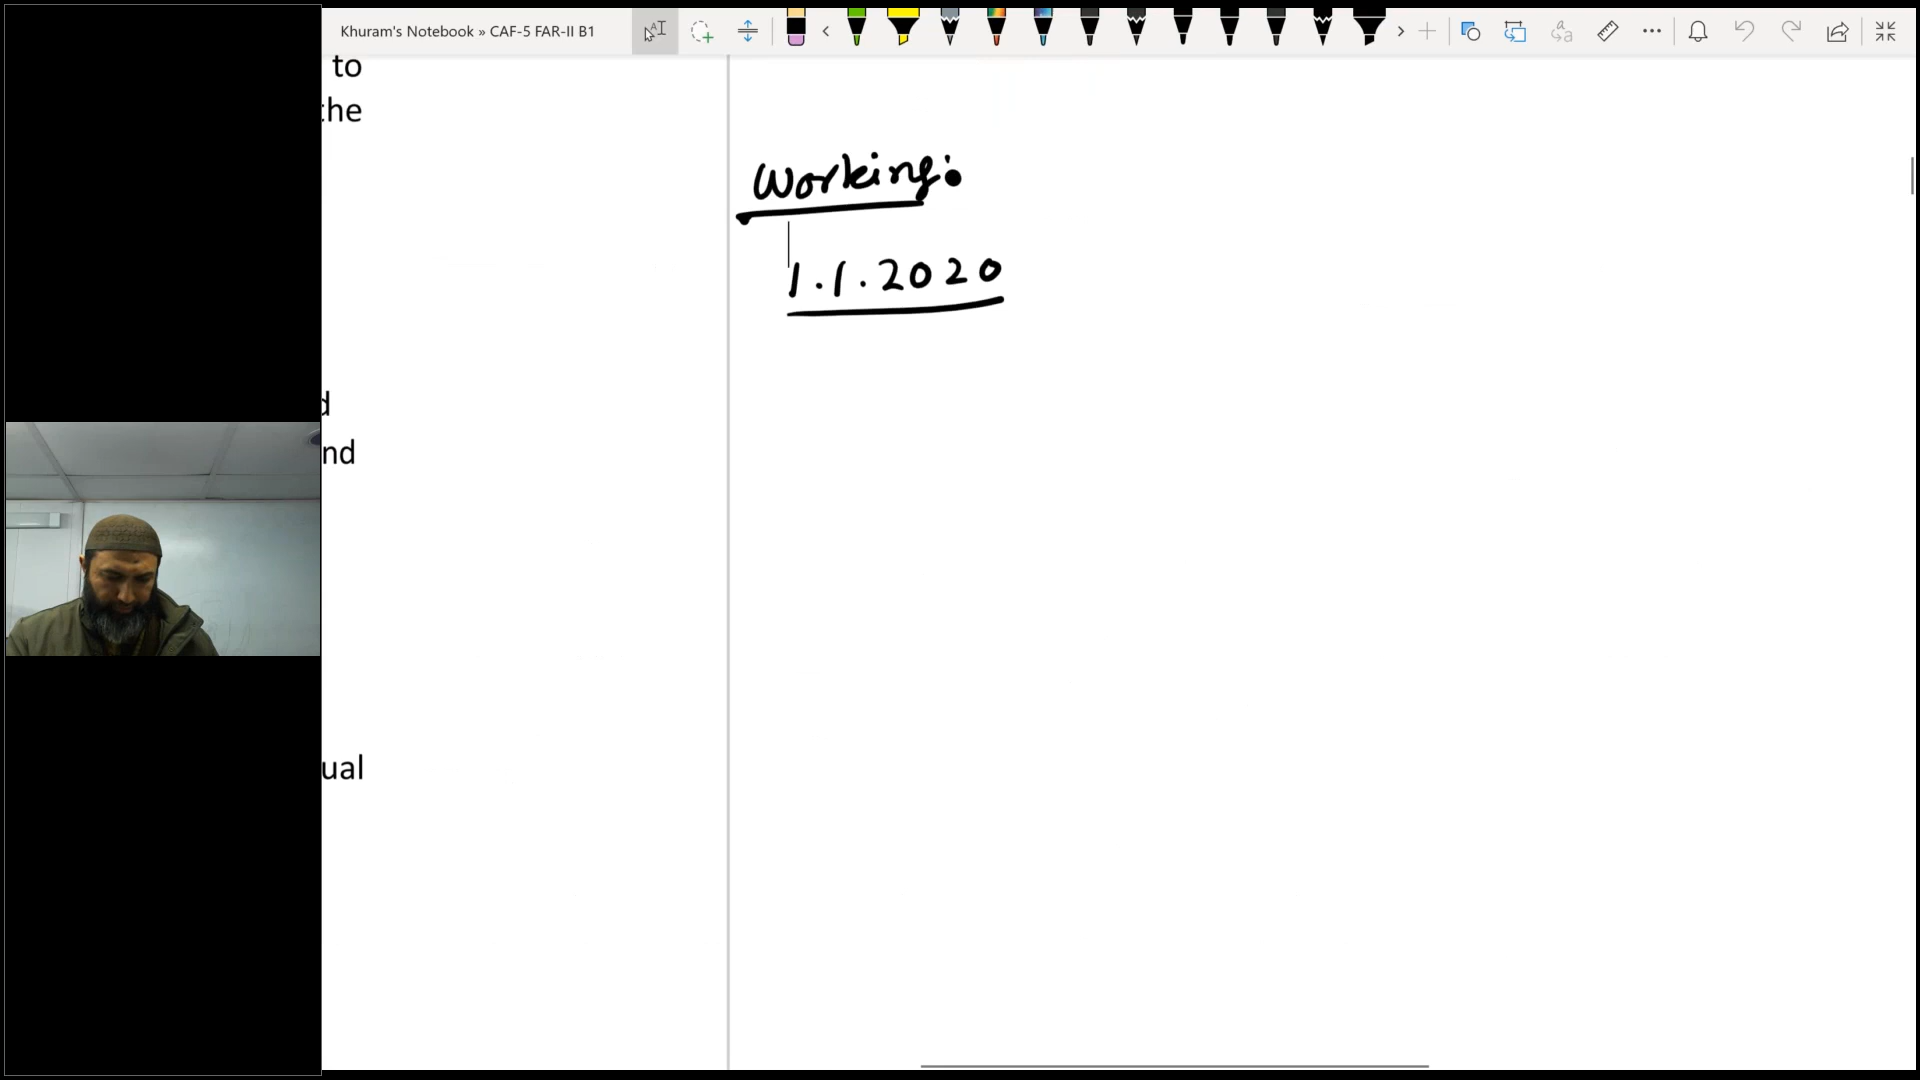 Khuram's Notebook » CAF-5 FAR-II B1
to
the
d
nd
ual
Working:
1.1.2020